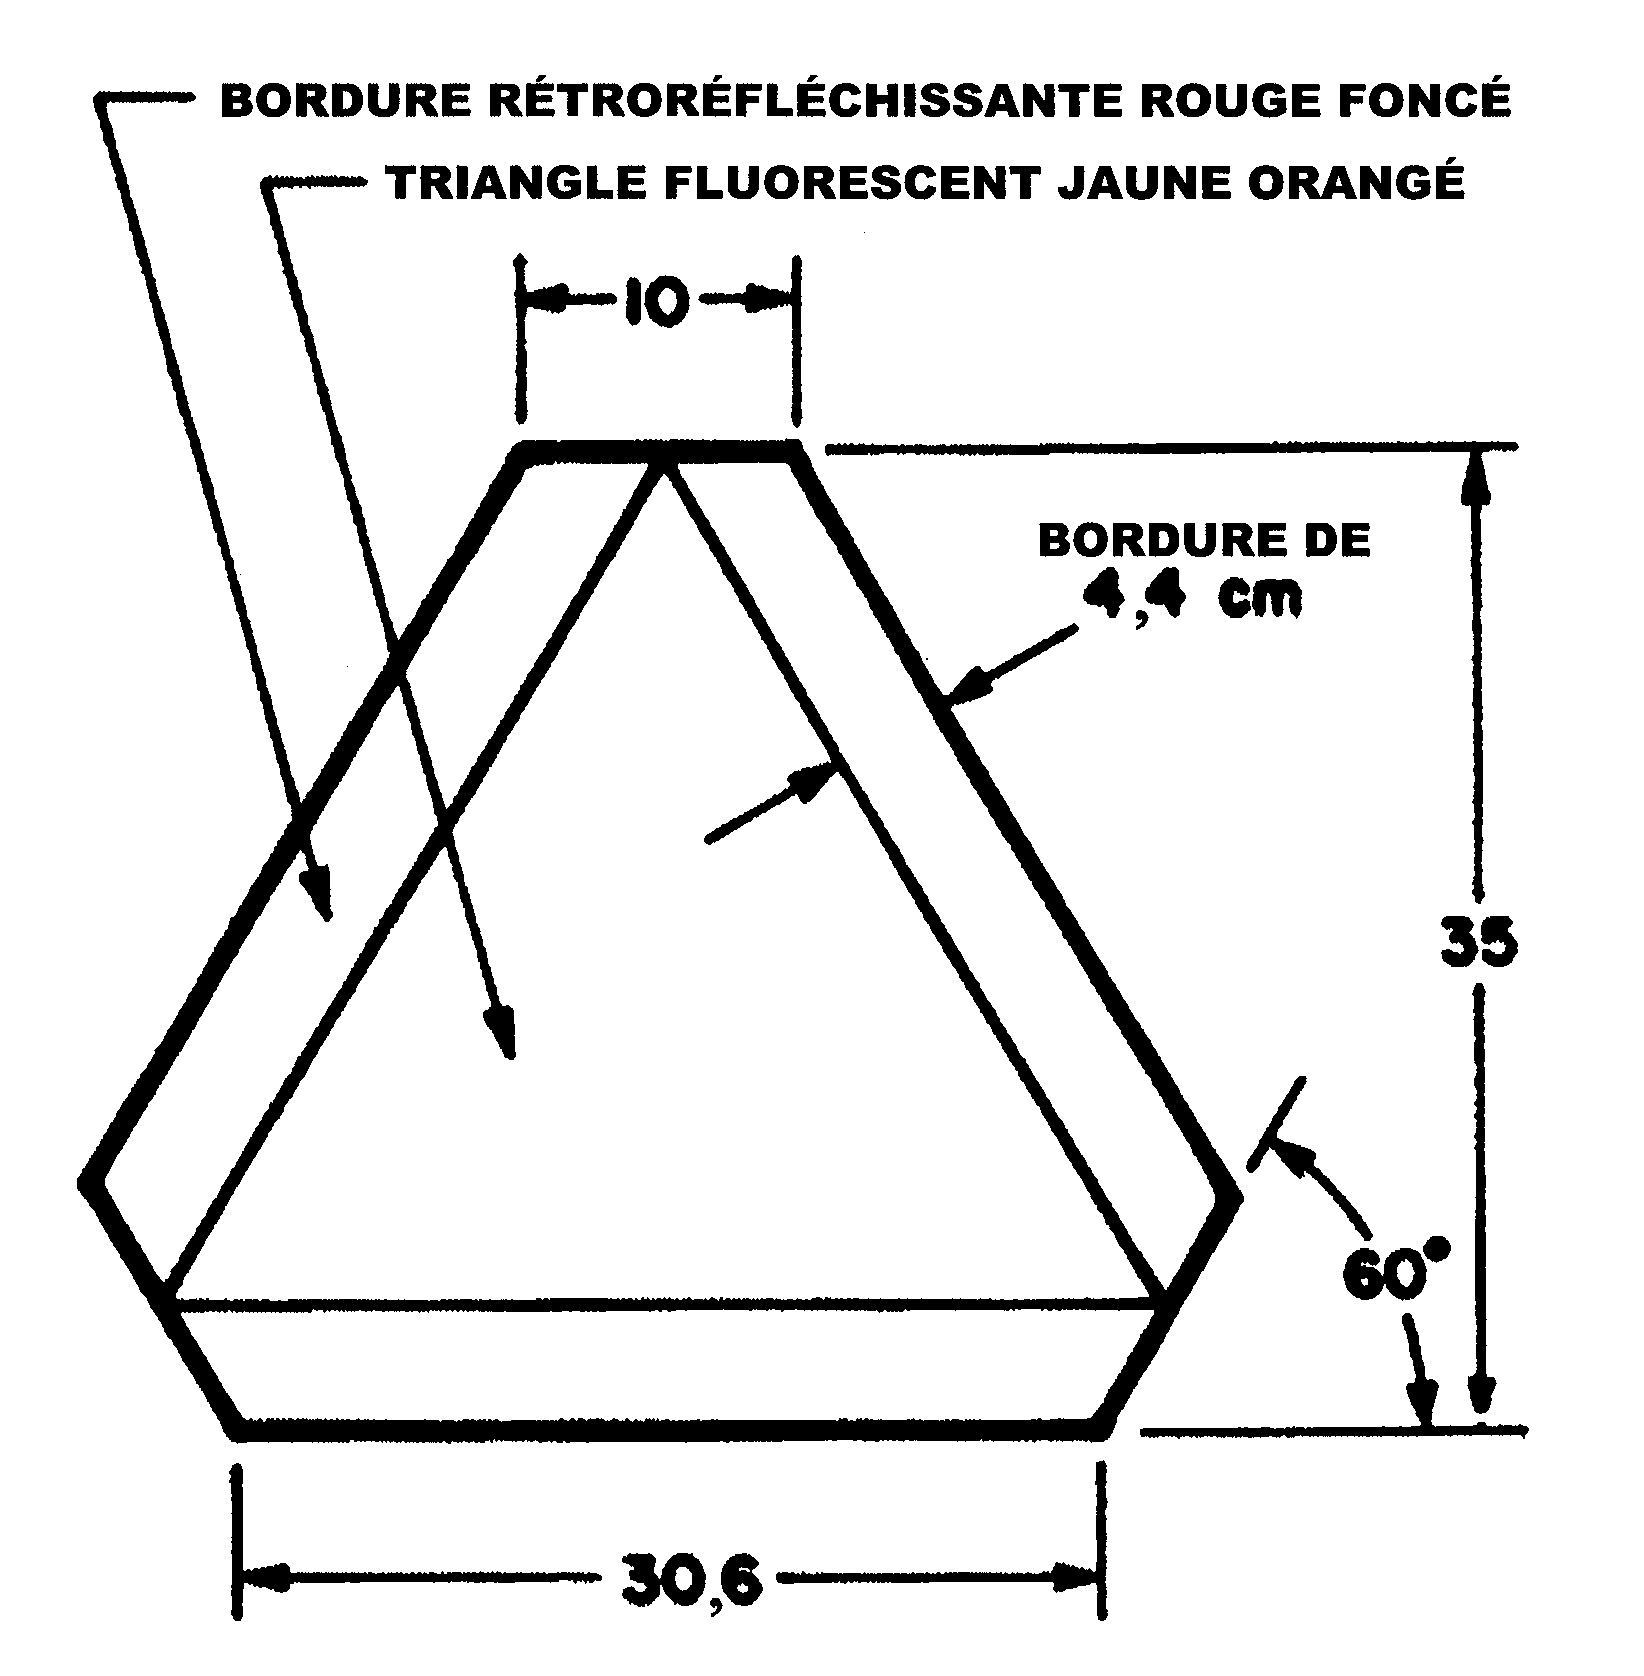 BORDURE RÉTRORÉFLÉCHISSANTE ROUGE FONCÉ
TRIANGLE FLUORESCENT JAUNE ORANGÉ
10
BORDURE DE
4,4 cm
35
60°
30,6